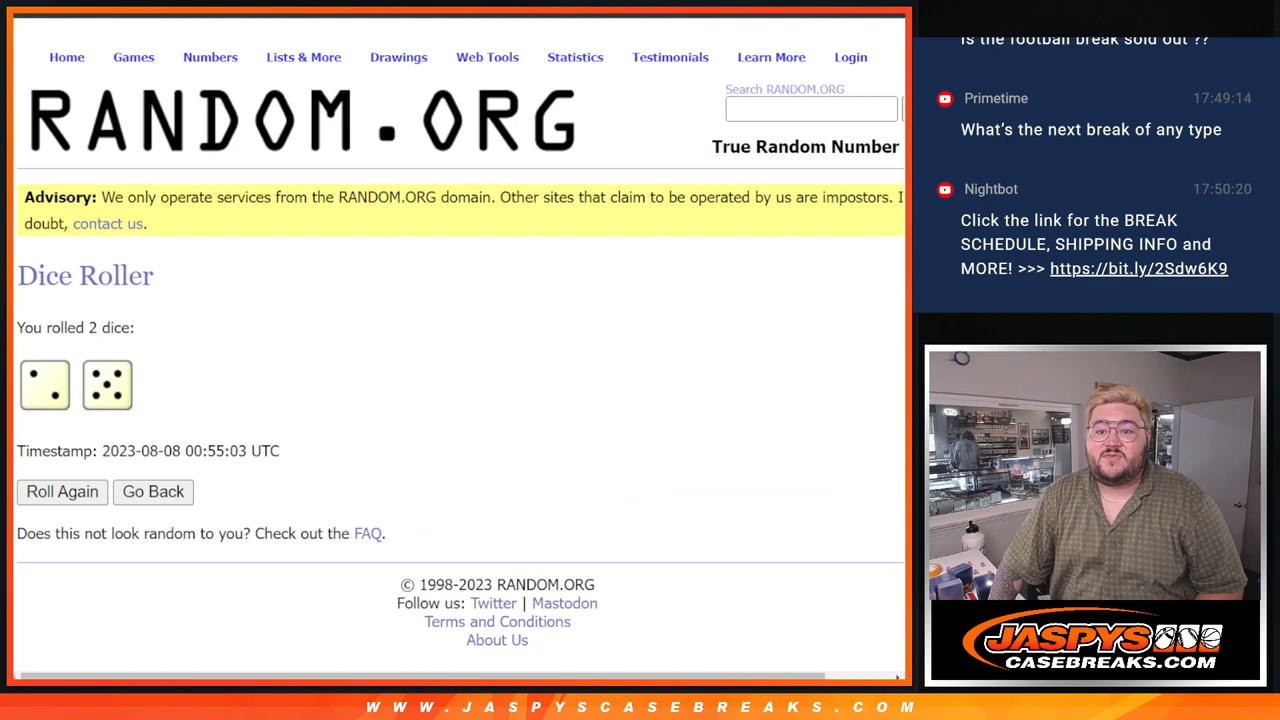 Home Games Numbers Lists & More Drawings Web Tools Statistics Testimonials Learn More Login
RANDOM.ORG
Search RANDOM.ORG
True Random Number
Advisory: We only operate services from the RANDOM.ORG domain. Other sites that claim to be operated by us are impostors. I
doubt, contact us.
Dice Roller
You rolled 2 dice:
Timestamp: 2023-08-08 00:55:03 UTC
Roll Again Go Back
Does this not look random to you? Check out the FAQ.
© 1998-2023 RANDOM.ORG
Follow us: Twitter | Mastodon
Terms and Conditions
About Us
is the football break sold out ??
Primetime 17:49:14
What’s the next break of any type
Nightbot 17:50:20
Click the link for the BREAK
SCHEDULE, SHIPPING INFO and
MORE! >>> https://bit.ly/2Sdw6K9
JASPYS
CASEBREAKS.COM
WWW.JASPYSCASEBREAKS.COM